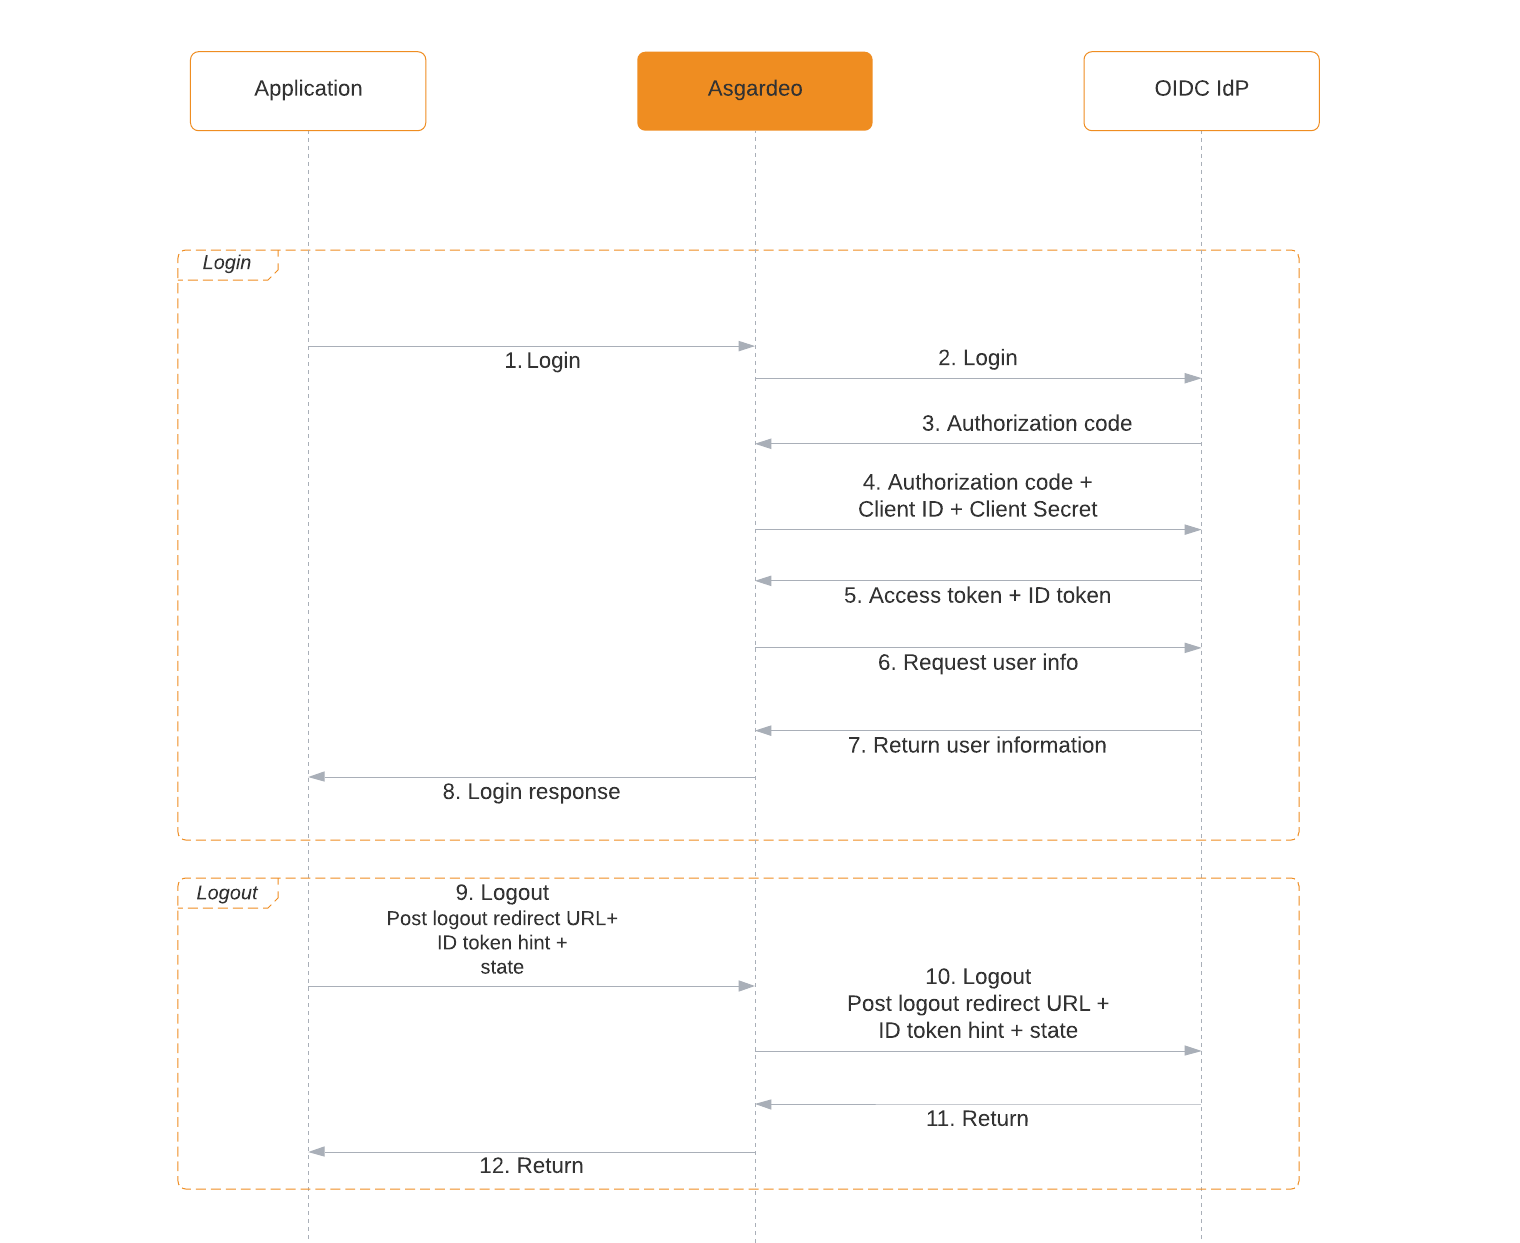 Application
Asgardeo
OIDC IdP
Login
1. Login
2. Login
3. Authorization code
4. Authorization code +
Client ID + Client Secret
5. Access token + ID token
6. Request user info
7. Return user information
8. Login response
Logout
9. Logout
Post logout redirect URL+
ID token hint +
state
10. Logout
Post logout redirect URL +
ID token hint + state
11. Return
12. Return